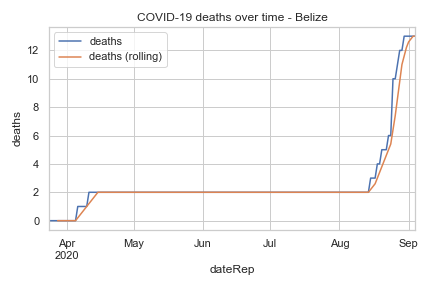 COVID-19 deaths over time - Belize
deaths
deaths (rolling)
deaths
12
10
8
6
4
2
0
Apr May Jun Jul Aug Sep
2020
dateRep